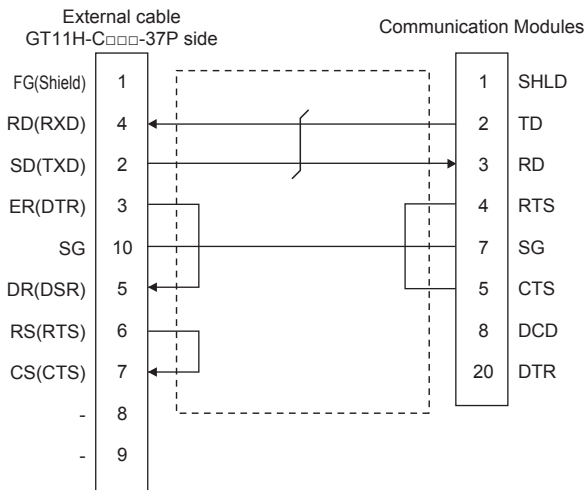 External cable
GT11H-C□□□-37P side
Communication Modules
FG(Shield) 1 1 SHLD
RD(RXD) 4 2 TD
SD(TXD) 2 3 RD
ER(DTR) 3 4 RTS
SG 10 7 SG
DR(DSR) 5 5 CTS
RS(RTS) 6 8 DCD
CS(CTS) 7 20 DTR
- 8
- 9